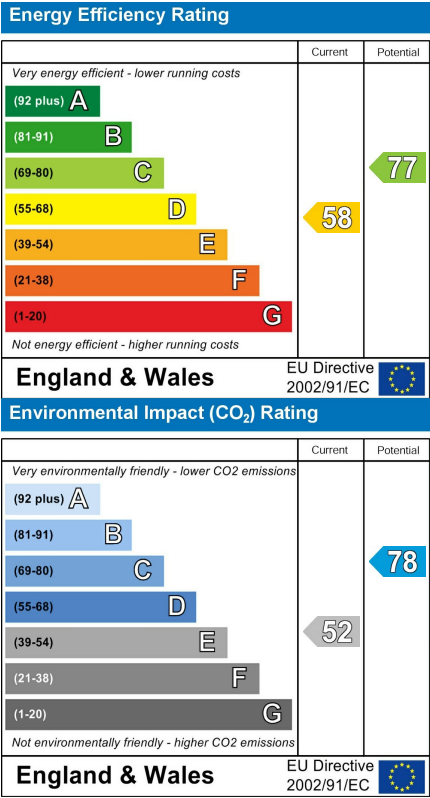 Energy Efficiency Rating
Current Potential
Very energy efficient - lower running costs
(92 plus) A
(81-91) B
(69-80) C
(55-68) D
(39-54) E
(21-38) F
(1-20) G
58
77
Not energy efficient - higher running costs
England & Wales
EU Directive
2002/91/EC
Environmental Impact (CO₂) Rating
Current Potential
Very environmentally friendly - lower CO2 emissions
(92 plus) A
(81-91) B
(69-80) C
(55-68) D
(39-54) E
(21-38) F
(1-20) G
52
78
Not environmentally friendly - higher CO2 emissions
England & Wales
EU Directive
2002/91/EC